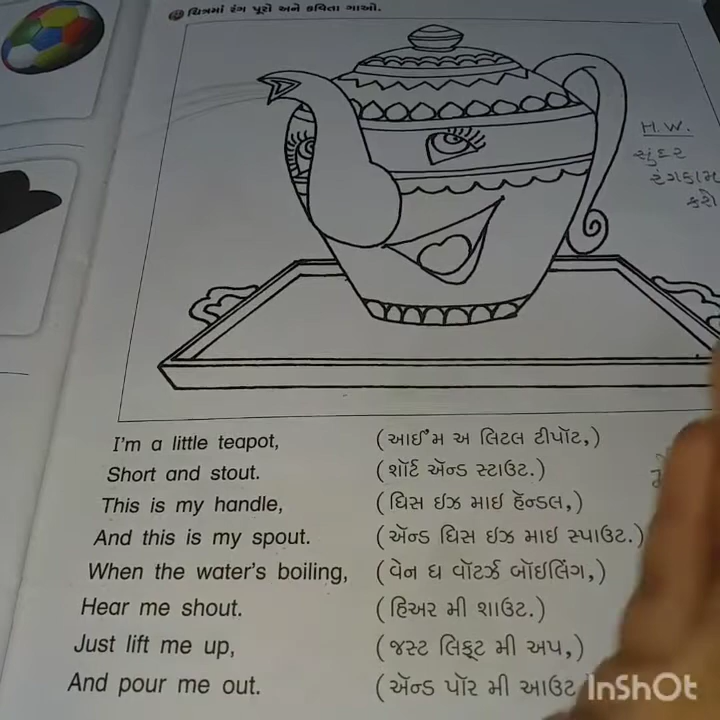 ચિત્રમાં રંગ પૂરો અને કવિતા ગાઓ.
H.W.
સુંદર
રંગકામ
કરો
I'm a little teapot, (આઈ'મ અ લિટલ ટીપૉટ,)
Short and stout. (શૉર્ટ ઍન્ડ સ્ટાઉટ.)
This is my handle, (ધિસ ઇઝ માઇ હૅન્ડલ,)
And this is my spout. (ઍન્ડ ધિસ ઇઝ માઇ સ્પાઉટ.)
When the water's boiling, (વેન ધ વૉટર્ઝ બૉઇલિંગ,)
Hear me shout. (હિઅર મી શાઉટ.)
Just lift me up, (જસ્ટ લિફ્ટ મી અપ,)
And pour me out. (ઍન્ડ પૉર મી આઉટ
InShOt